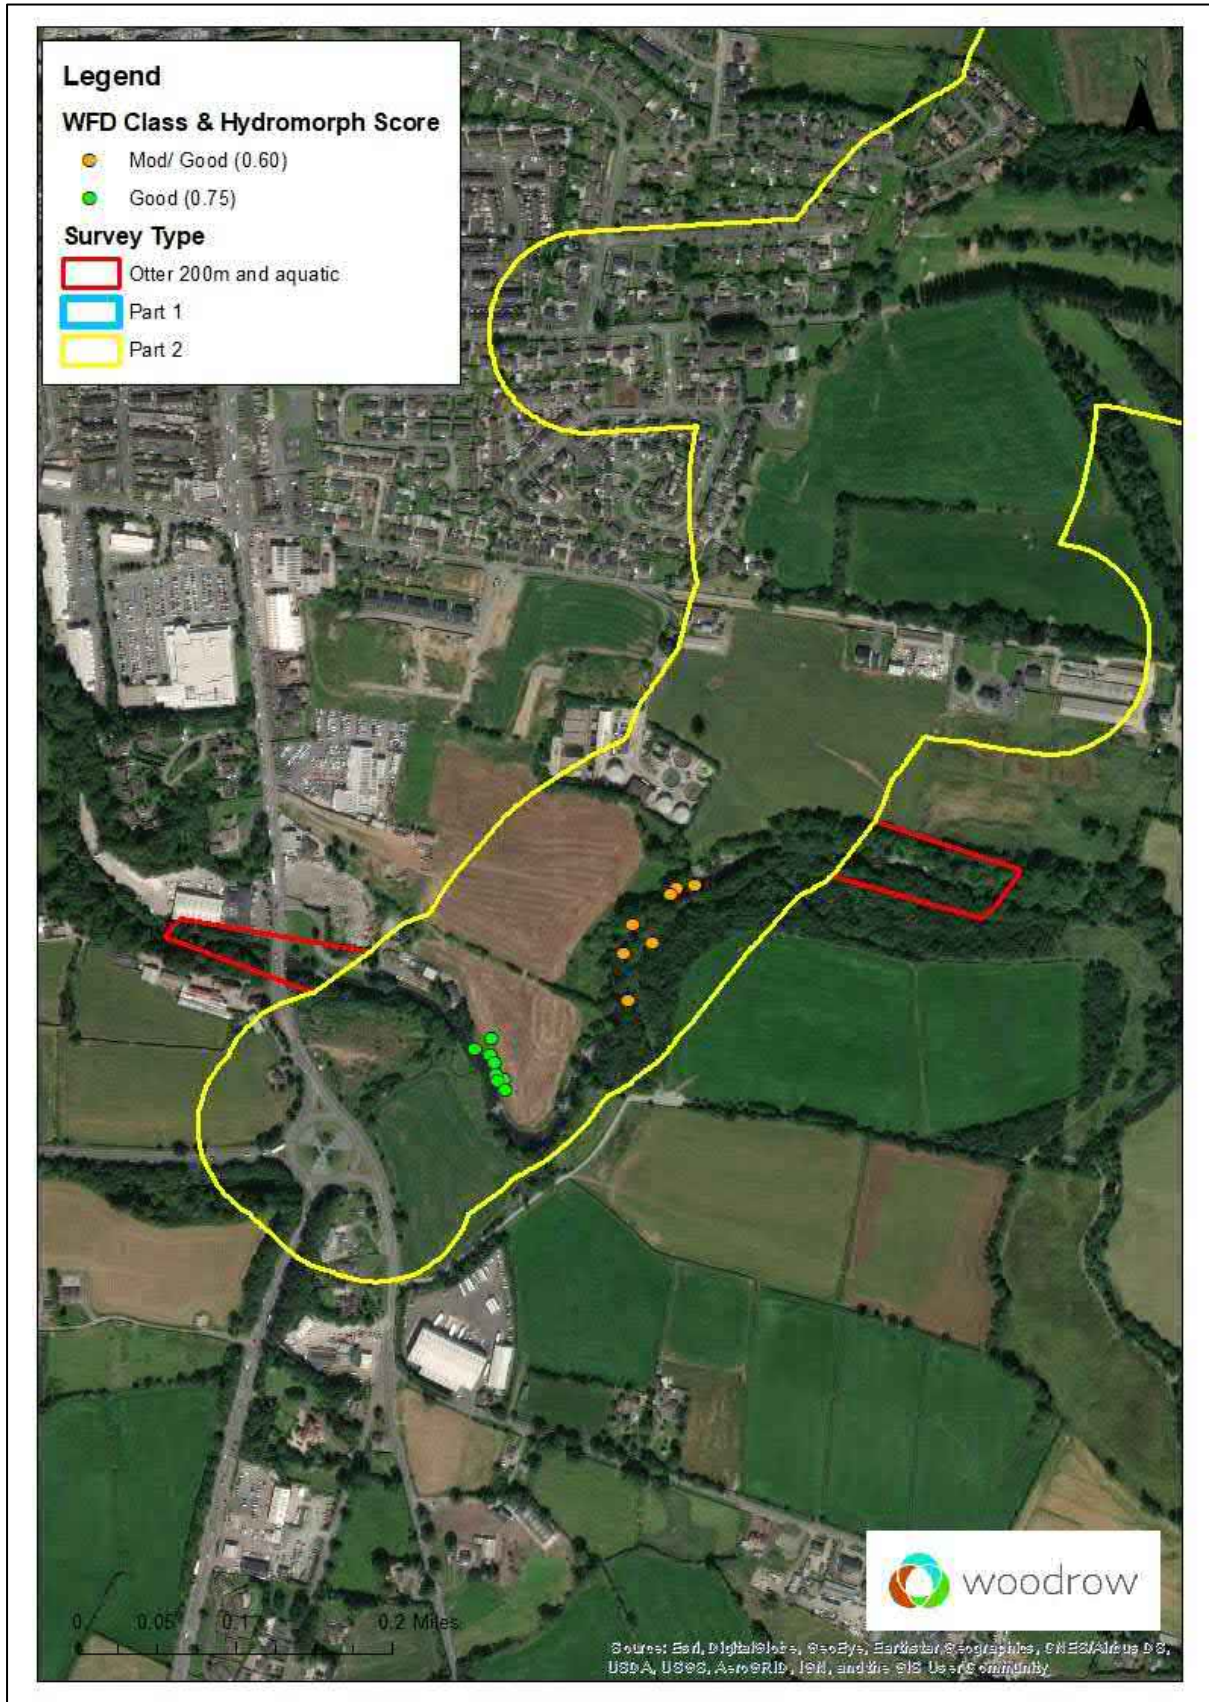 Legend
WFD Class & Hydromorph Score
Mod/ Good (0.60)
Good (0.75)
Survey Type
Otter 200m and aquatic
Part 1
Part 2
N
woodrow
0 0.05 0.1 0.2 Miles
Source: Esri, DigitalGlobe, GeoEye, Earthstar Geographics, CNES/Airbus DS,
USDA, USGS, AeroGRID, IGN, and the GIS User Community